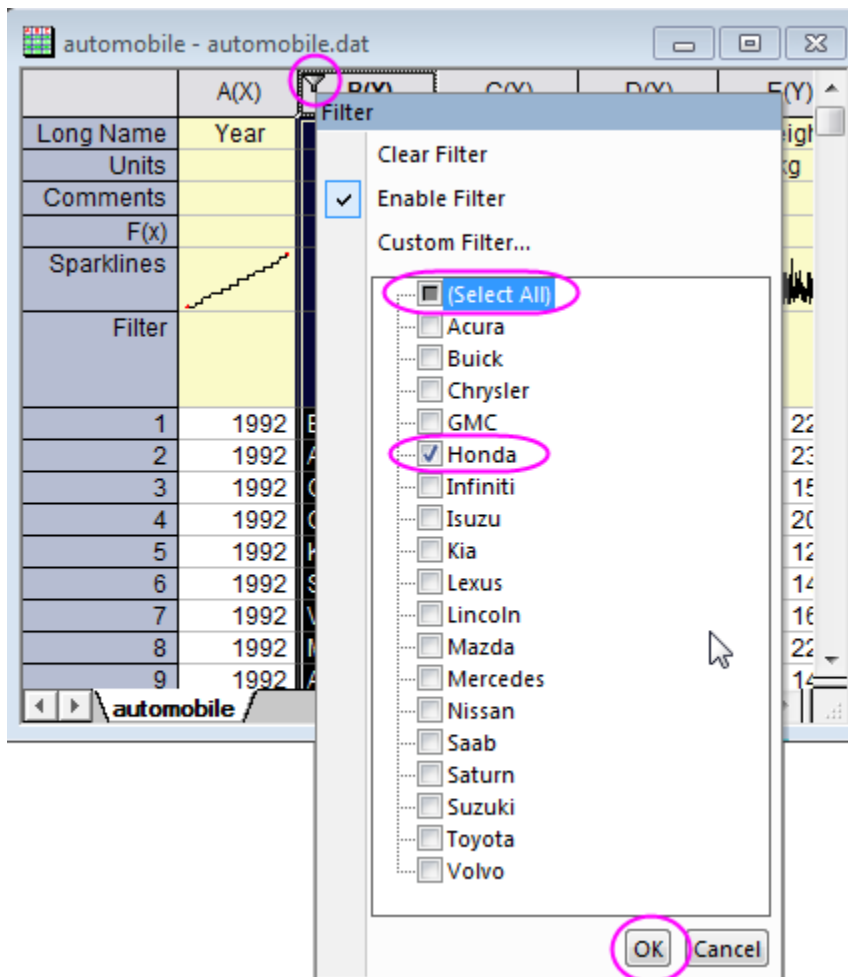 automobile - automobile.dat
A(X) B(Y) C(Y) D(Y) E(Y)
Filter
Long Name Year
Units kg
Comments
F(x)
Sparklines
Filter
Clear Filter
Enable Filter
Custom Filter...
(Select All)
Acura
Buick
Chrysler
GMC
Honda
Infiniti
Isuzu
Kia
Lexus
Lincoln
Mazda
Mercedes
Nissan
Saab
Saturn
Suzuki
Toyota
Volvo
1 1992 22
2 1992 23
3 1992 15
4 1992 20
5 1992 12
6 1992 14
7 1992 16
8 1992 22
9 1992 14
automobile
OK Cancel